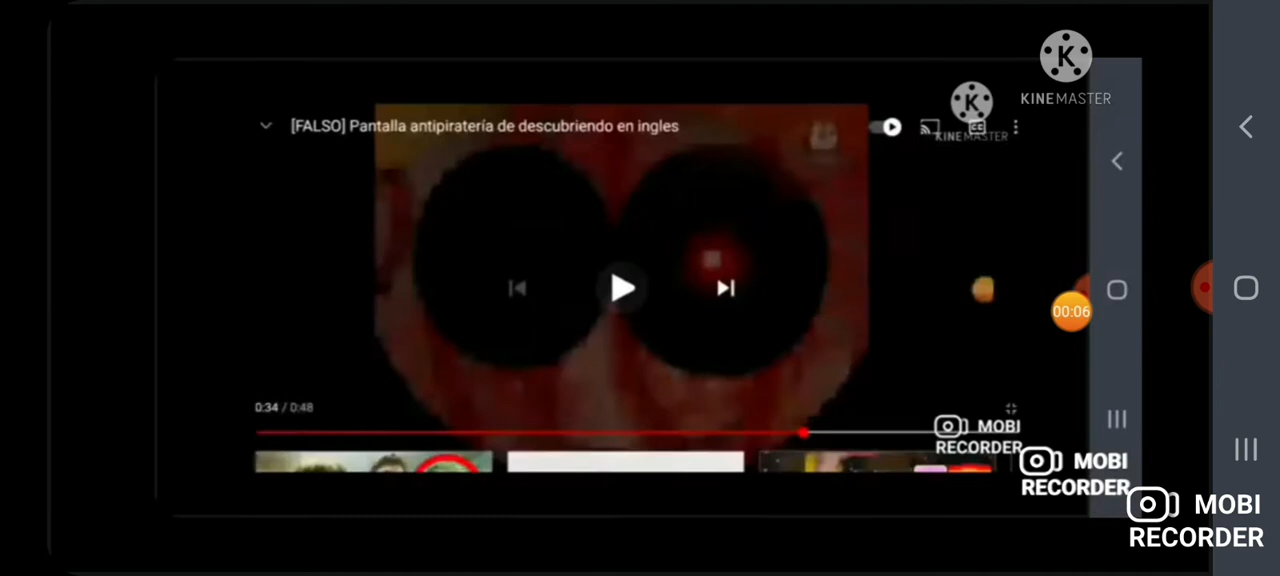 KINEMASTER
[FALSO] Pantalla antipiratería de descubriendo en ingles
CC
KINEMASTER
00:06
0:34 / 0:48
MOBI
RECORDER
MOBI
RECORDER
MOBI
RECORDER